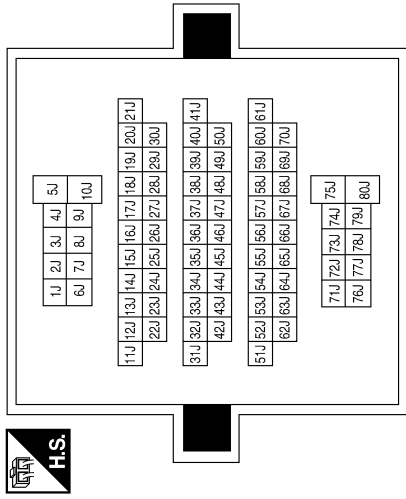 H.S.
1J 2J 3J 4J 5J
6J 7J 8J 9J 10J
11J 12J 13J 14J 15J 16J 17J 18J 19J 20J 21J
22J 23J 24J 25J 26J 27J 28J 29J 30J
31J 32J 33J 34J 35J 36J 37J 38J 39J 40J 41J
42J 43J 44J 45J 46J 47J 48J 49J 50J
51J 52J 53J 54J 55J 56J 57J 58J 59J 60J 61J
62J 63J 64J 65J 66J 67J 68J 69J 70J
71J 72J 73J 74J 75J
76J 77J 78J 79J 80J